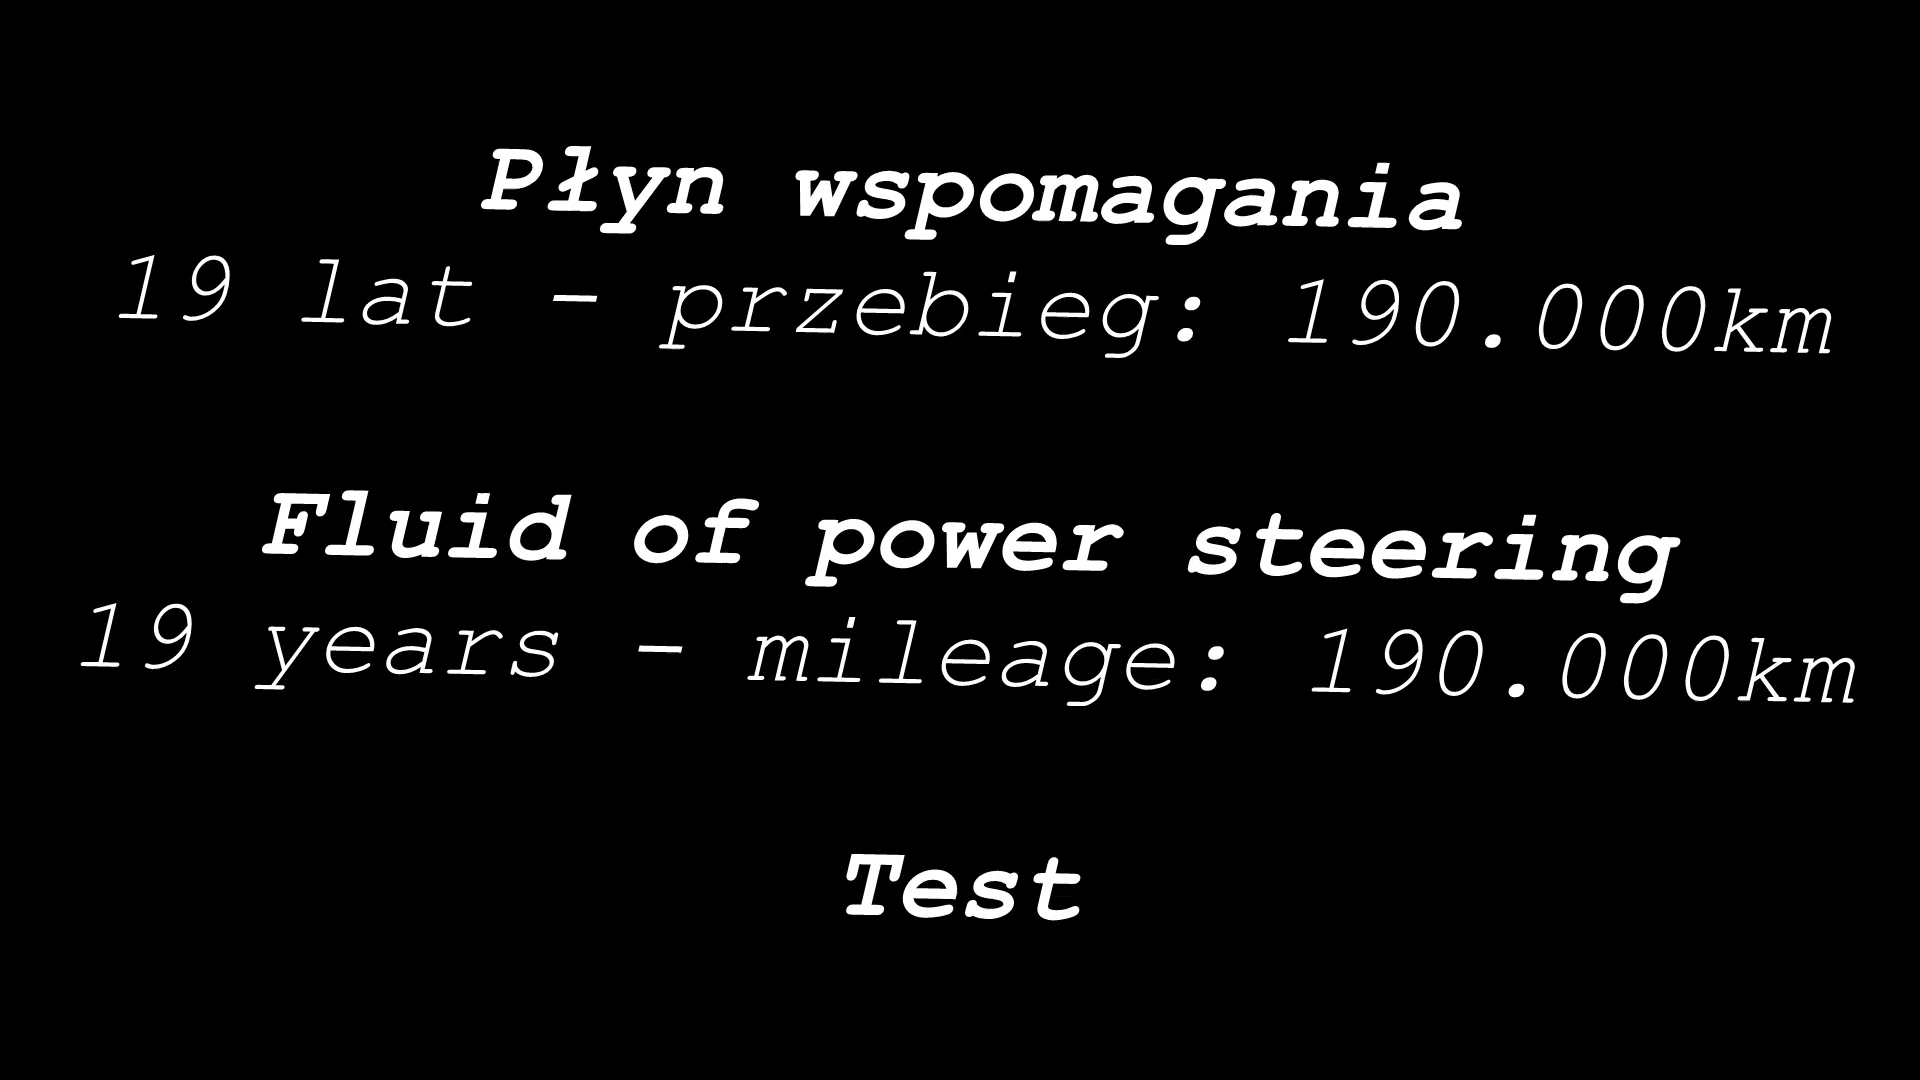 Płyn wspomagania
19 lat - przebieg: 190.000km
Fluid of power steering
19 years - mileage: 190.000km
Test